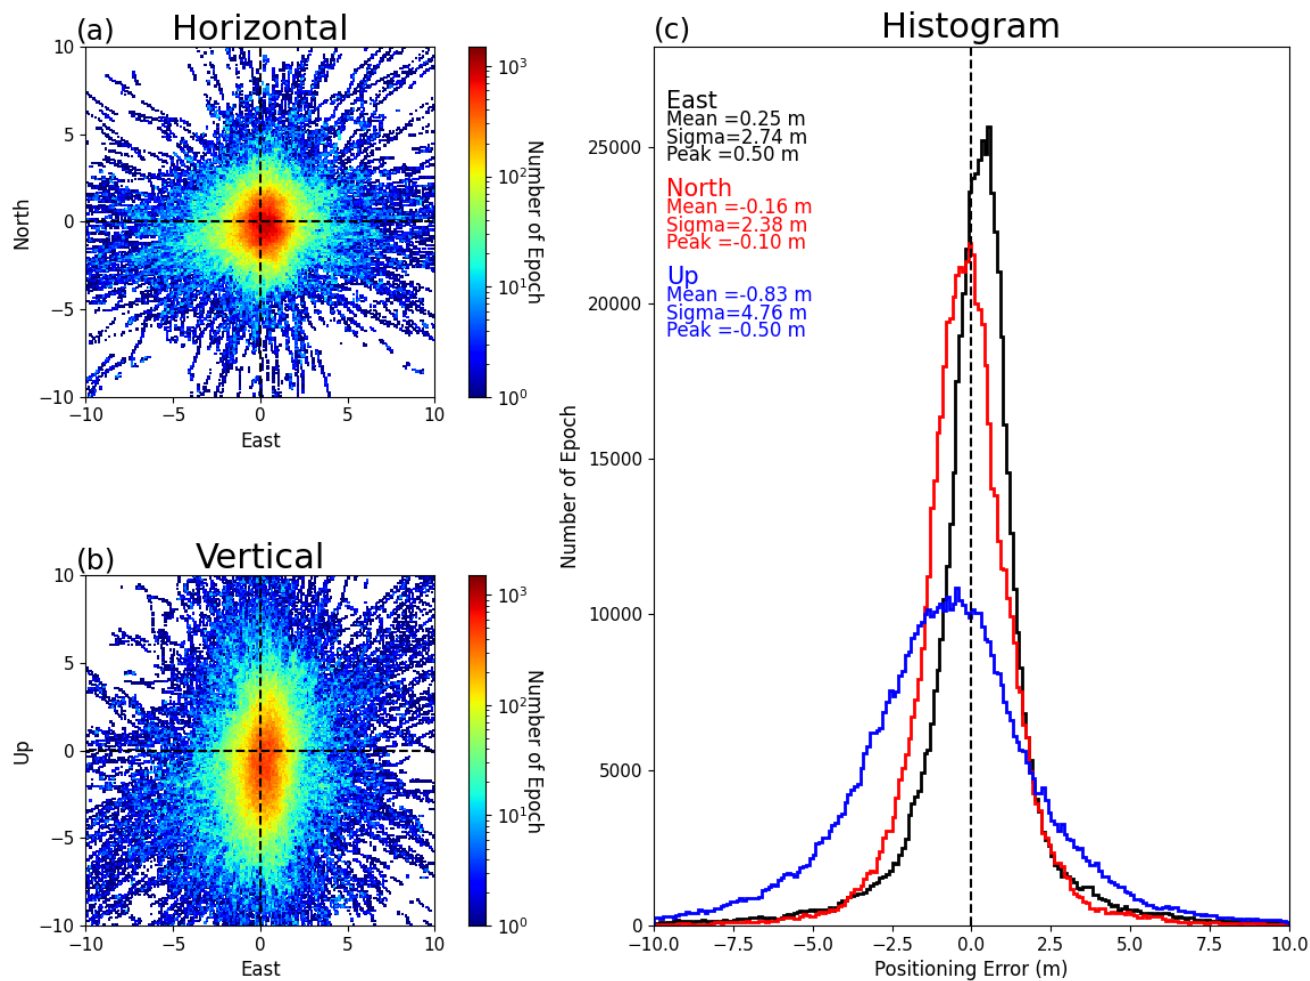 (a) Horizontal
10
5
0
−5
−10
North
−10 −5 0 5 10
East
10³
10²
10¹
10⁰
Number of Epoch
(b) Vertical
10
5
0
−5
−10
Up
−10 −5 0 5 10
East
10³
10²
10¹
10⁰
Number of Epoch
(c) Histogram
East
Mean =0.25 m
Sigma=2.74 m
Peak =0.50 m
North
Mean =-0.16 m
Sigma=2.38 m
Peak =-0.10 m
Up
Mean =-0.83 m
Sigma=4.76 m
Peak =-0.50 m
25000
20000
15000
10000
5000
0
Number of Epoch
−10.0 −7.5 −5.0 −2.5 0.0 2.5 5.0 7.5 10.0
Positioning Error (m)